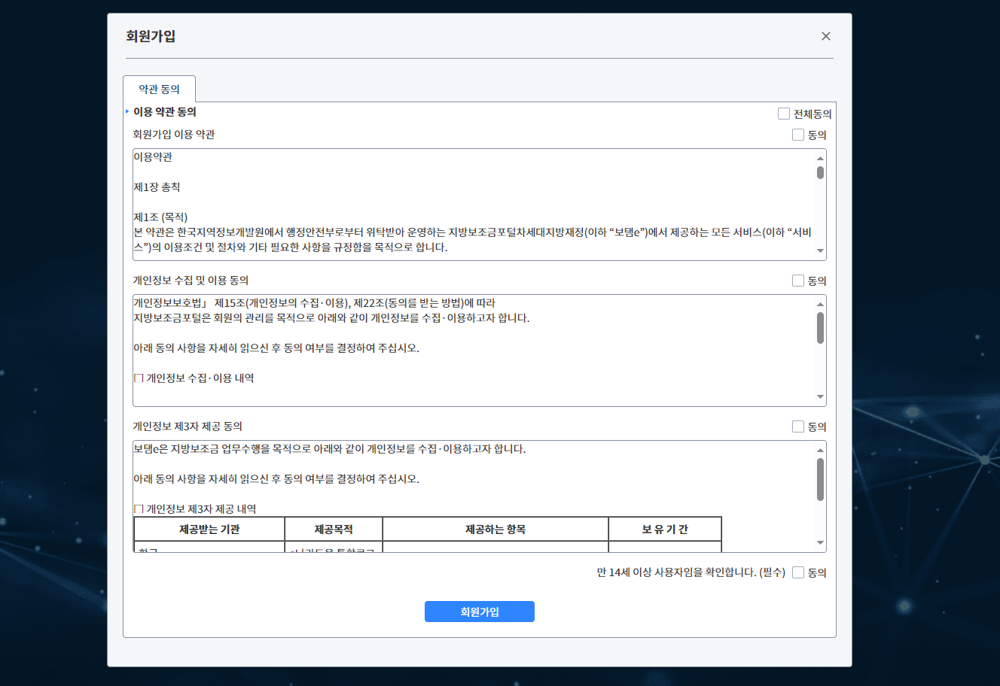 회원가입
약관 동의
이용 약관 동의
전체동의
회원가입 이용 약관
동의
이용약관
제1장 총칙
제1조 (목적)
본 약관은 한국지역정보개발원에서 행정안전부로부터 위탁받아 운영하는 지방보조금포털차세대지방재정(이하 “보탬e”)에서 제공하는 모든 서비스(이하 “서비
스”)의 이용조건 및 절차와 기타 필요한 사항을 규정함을 목적으로 합니다.
개인정보 수집 및 이용 동의
동의
개인정보보호법」 제15조(개인정보의 수집·이용), 제22조(동의를 받는 방법)에 따라
지방보조금포털은 회원의 관리를 목적으로 아래와 같이 개인정보를 수집·이용하고자 합니다.
아래 동의 사항을 자세히 읽으신 후 동의 여부를 결정하여 주십시오.
□ 개인정보 수집·이용 내역
개인정보 제3자 제공 동의
동의
보탬e은 지방보조금 업무수행을 목적으로 아래와 같이 개인정보를 수집·이용하고자 합니다.
아래 동의 사항을 자세히 읽으신 후 동의 여부를 결정하여 주십시오.
□ 개인정보 제3자 제공 내역
제공받는 기관 제공목적 제공하는 항목 보 유 기 간
만 14세 이상 사용자임을 확인합니다. (필수) 동의
회원가입